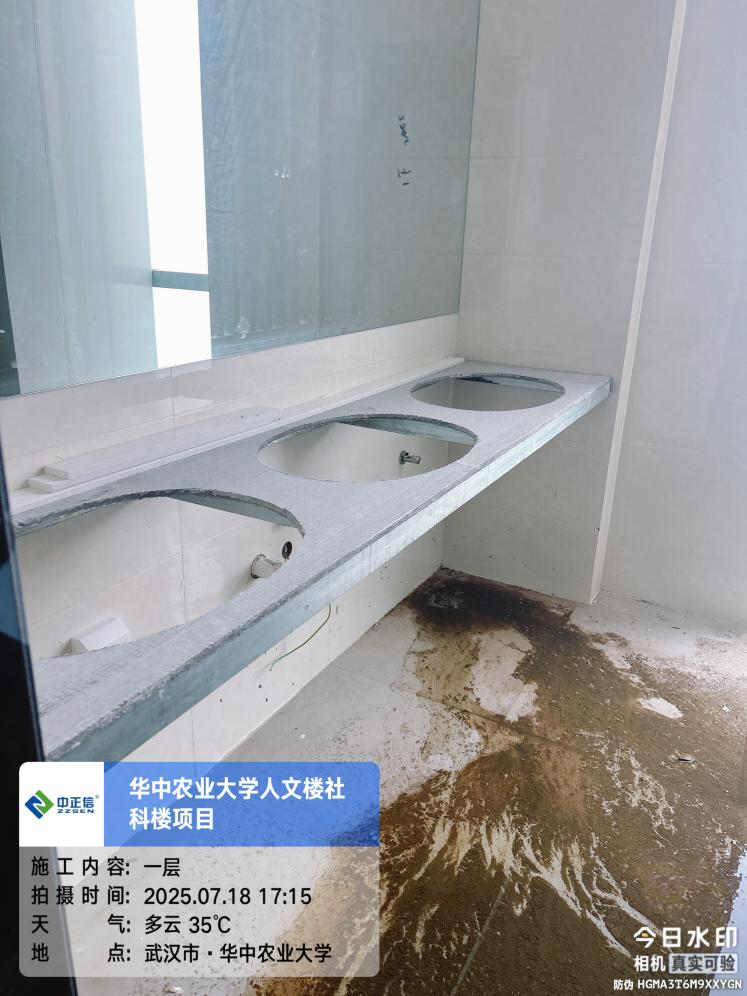 中正信
ZZSEN
华中农业大学人文楼社
科楼项目
施工内容: 一层
拍摄时间: 2025.07.18 17:15
天气: 多云 35℃
地点: 武汉市·华中农业大学
今日水印
相机 真实可验
防伪 HGMA3T6M9XXYGN